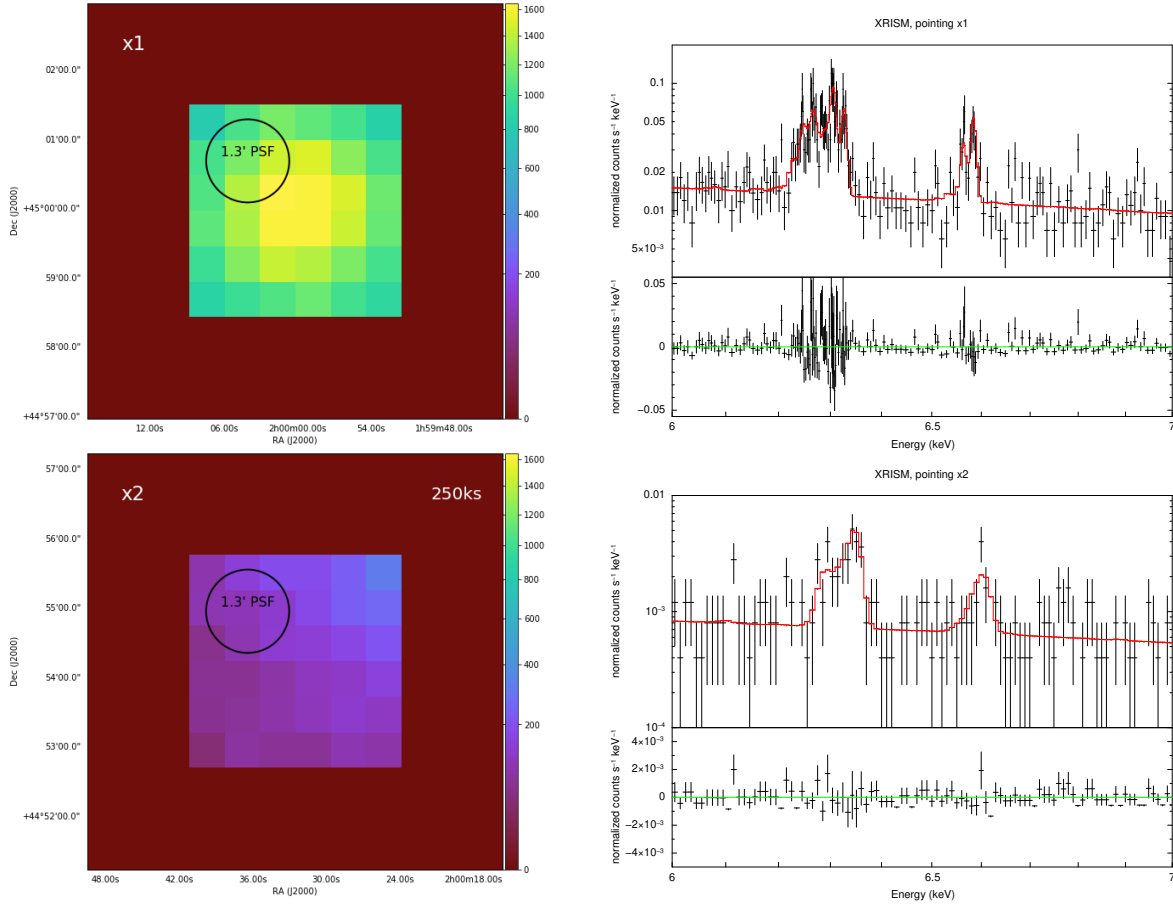 x1
1.3' PSF
02'00.0"
01'00.0"
+45°00'00.0"
59'00.0"
58'00.0"
+44°57'00.0"
Dec (J2000)
12.00s 06.00s 2h00m00.00s 54.00s 1h59m48.00s
RA (J2000)
1600
1400
1200
1000
800
600
400
200
0
XRISM, pointing x1
normalized counts s⁻¹ keV⁻¹
0.1
0.05
0.02
0.01
5×10⁻³
normalized counts s⁻¹ keV⁻¹
0.05
0
−0.05
6 6.5 7
Energy (keV)
x2 250ks
1.3' PSF
57'00.0"
56'00.0"
55'00.0"
54'00.0"
53'00.0"
+44°52'00.0"
Dec (J2000)
48.00s 42.00s 36.00s 30.00s 24.00s 2h00m18.00s
RA (J2000)
1600
1400
1200
1000
800
600
400
200
0
XRISM, pointing x2
normalized counts s⁻¹ keV⁻¹
0.01
10⁻³
10⁻⁴
normalized counts s⁻¹ keV⁻¹
4×10⁻³
2×10⁻³
0
−2×10⁻³
−4×10⁻³
6 6.5 7
Energy (keV)